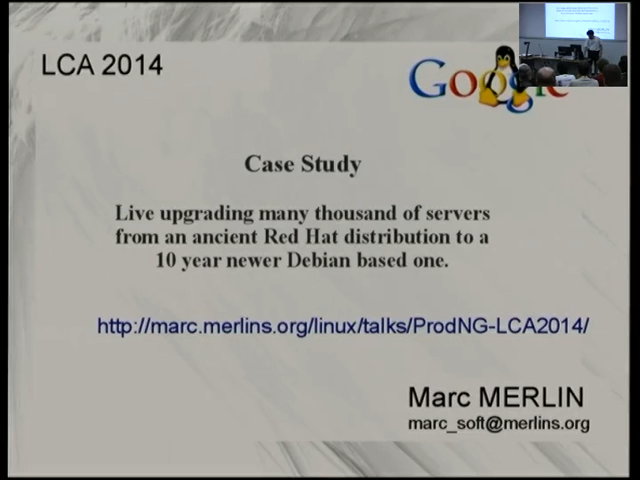 LCA 2014
Google
Case Study
Live upgrading many thousand of servers
from an ancient Red Hat distribution to a
10 year newer Debian based one.
http://marc.merlins.org/linux/talks/ProdNG-LCA2014/
Marc MERLIN
marc_soft@merlins.org